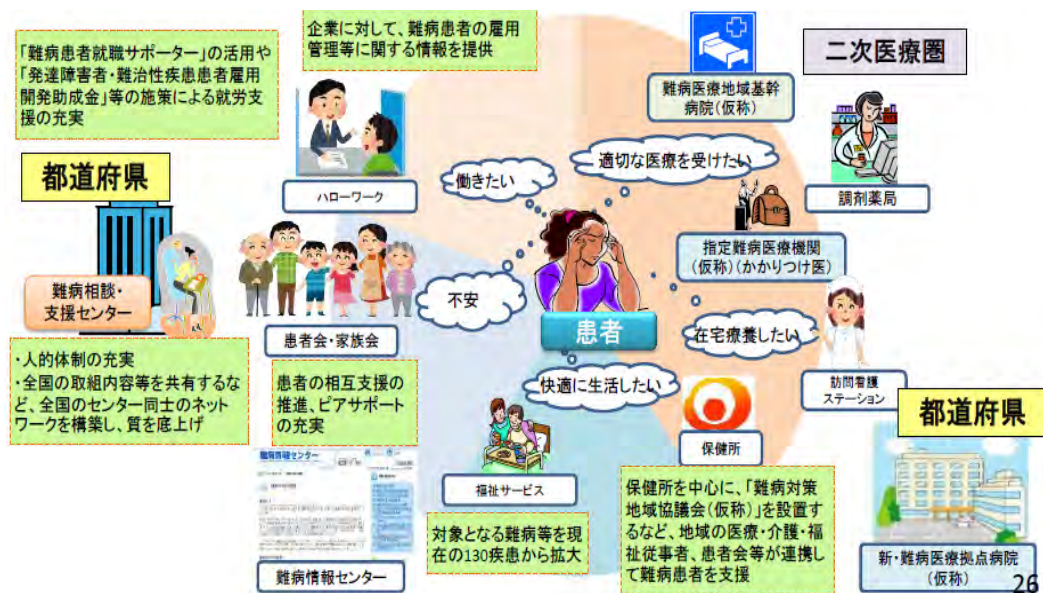 企業に対して、難病患者の雇用
管理等に関する情報を提供
「難病患者就職サポーター」の活用や
「発達障害者・難治性疾患患者雇用
開発助成金」等の施策による就労支
援の充実
二次医療圏
難病医療地域基幹
病院(仮称)
適切な医療を受けたい
働きたい
都道府県
ハローワーク
調剤薬局
指定難病医療機関
(仮称)(かかりつけ医)
難病相談・
支援センター
不安
患者
在宅療養したい
患者会・家族会
・人的体制の充実
・全国の取組内容等を共有するな
ど、全国のセンター同士のネット
ワークを構築し、質を底上げ
患者の相互支援の
推進、ピアサポート
の充実
快適に生活したい
訪問看護
ステーション
都道府県
保健所
難病情報センター
福祉サービス
対象となる難病等を現
在の130疾患から拡大
保健所を中心に、「難病対策
地域協議会(仮称)」を設置す
るなど、地域の医療・介護・福
祉従事者、患者会等が連携し
て難病患者を支援
難病情報センター
新・難病医療拠点病院
(仮称)
26